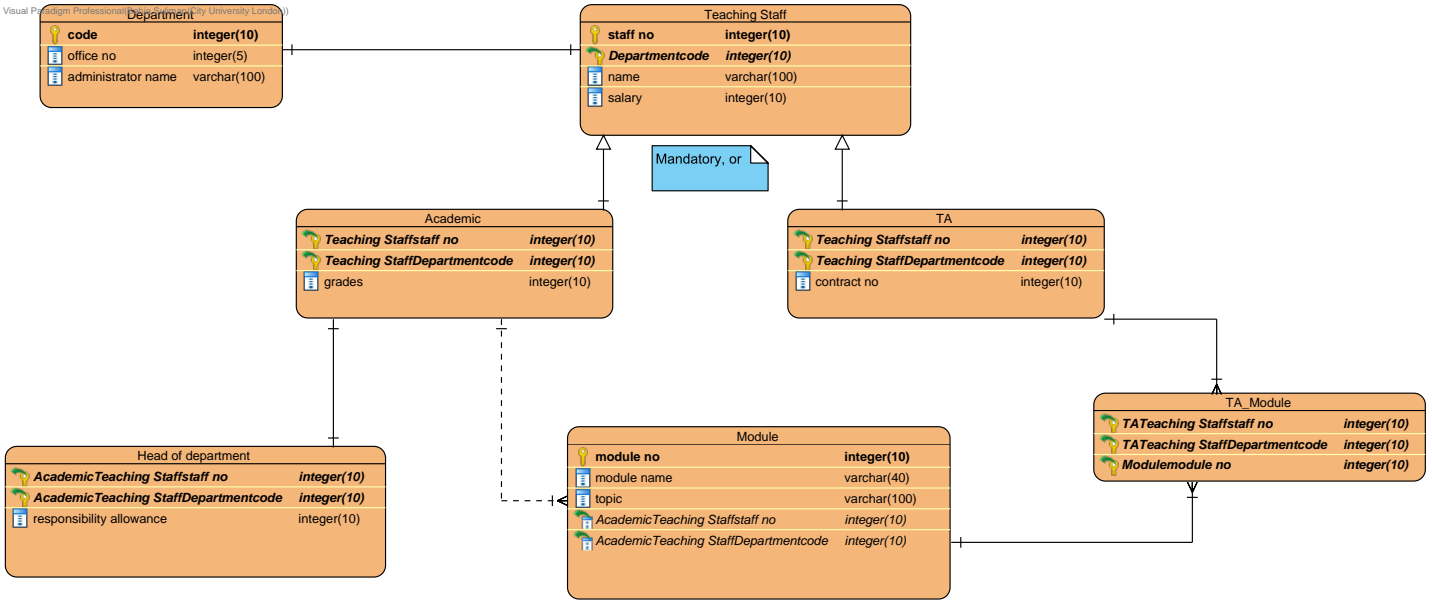 Visual Paradigm Professional(Robin Suliman(City University London))
Department
code integer(10)
office no integer(5)
administrator name varchar(100)
Teaching Staff
staff no integer(10)
Departmentcode integer(10)
name varchar(100)
salary integer(10)
Mandatory, or
Academic
Teaching Staffstaff no integer(10)
Teaching StaffDepartmentcode integer(10)
grades integer(10)
TA
Teaching Staffstaff no integer(10)
Teaching StaffDepartmentcode integer(10)
contract no integer(10)
TA_Module
TATeaching Staffstaff no integer(10)
TATeaching StaffDepartmentcode integer(10)
Modulemodule no integer(10)
Head of department
AcademicTeaching Staffstaff no integer(10)
AcademicTeaching StaffDepartmentcode integer(10)
responsibility allowance integer(10)
Module
module no integer(10)
module name varchar(40)
topic varchar(100)
AcademicTeaching Staffstaff no integer(10)
AcademicTeaching StaffDepartmentcode integer(10)